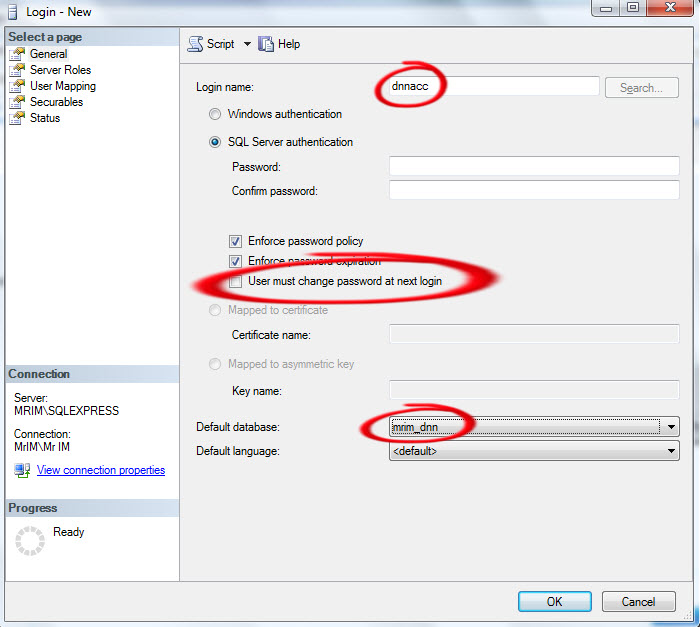 Login - New
Select a page
General
Server Roles
User Mapping
Securables
Status
Script
Help
Login name:
dnnacc
Search...
Windows authentication
SQL Server authentication
Password:
Confirm password:
Enforce password policy
Enforce password expiration
User must change password at next login
Mapped to certificate
Certificate name:
Mapped to asymmetric key
Key name:
Default database:
mrim_dnn
Default language:
<default>
Connection
Server:
MRIM\SQLEXPRESS
Connection:
MrIM\Mr IM
View connection properties
Progress
Ready
OK
Cancel